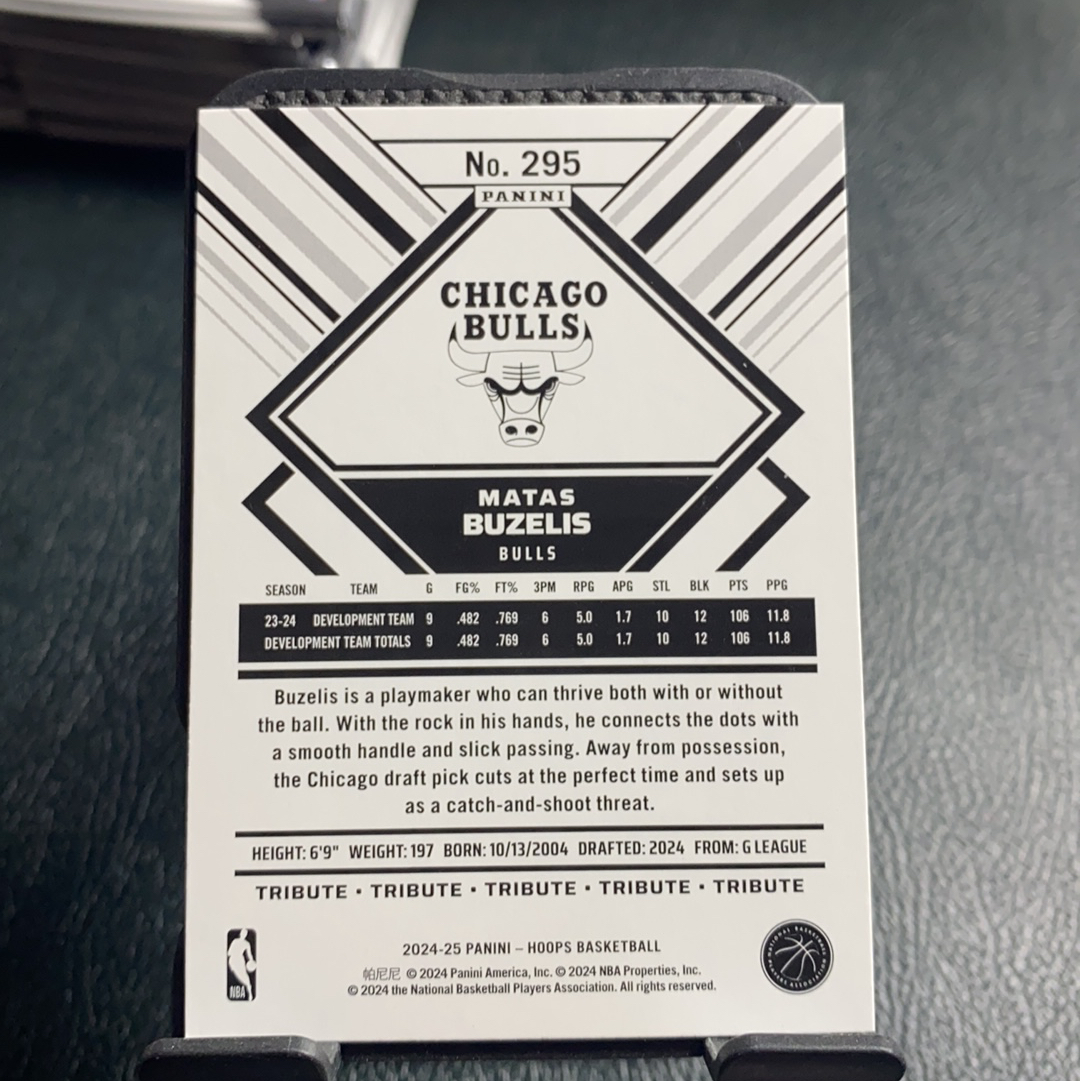 No. 295
PANINI
CHICAGO
BULLS
MATAS
BUZELIS
BULLS
SEASON TEAM G FG% FT% 3PM RPG APG STL BLK PTS PPG
23-24 DEVELOPMENT TEAM 9 .482 .769 6 5.0 1.7 10 12 106 11.8
DEVELOPMENT TEAM TOTALS 9 .482 .769 6 5.0 1.7 10 12 106 11.8
Buzelis is a playmaker who can thrive both with or without
the ball. With the rock in his hands, he connects the dots with
a smooth handle and slick passing. Away from possession,
the Chicago draft pick cuts at the perfect time and sets up
as a catch-and-shoot threat.
HEIGHT: 6'9" WEIGHT: 197 BORN: 10/13/2004 DRAFTED: 2024 FROM: G LEAGUE
TRIBUTE • TRIBUTE • TRIBUTE • TRIBUTE • TRIBUTE
2024-25 PANINI – HOOPS BASKETBALL
帕尼尼 © 2024 Panini America, Inc. © 2024 NBA Properties, Inc.
© 2024 the National Basketball Players Association. All rights reserved.
NBA
NATIONAL BASKETBALL PLAYERS ASSOCIATION